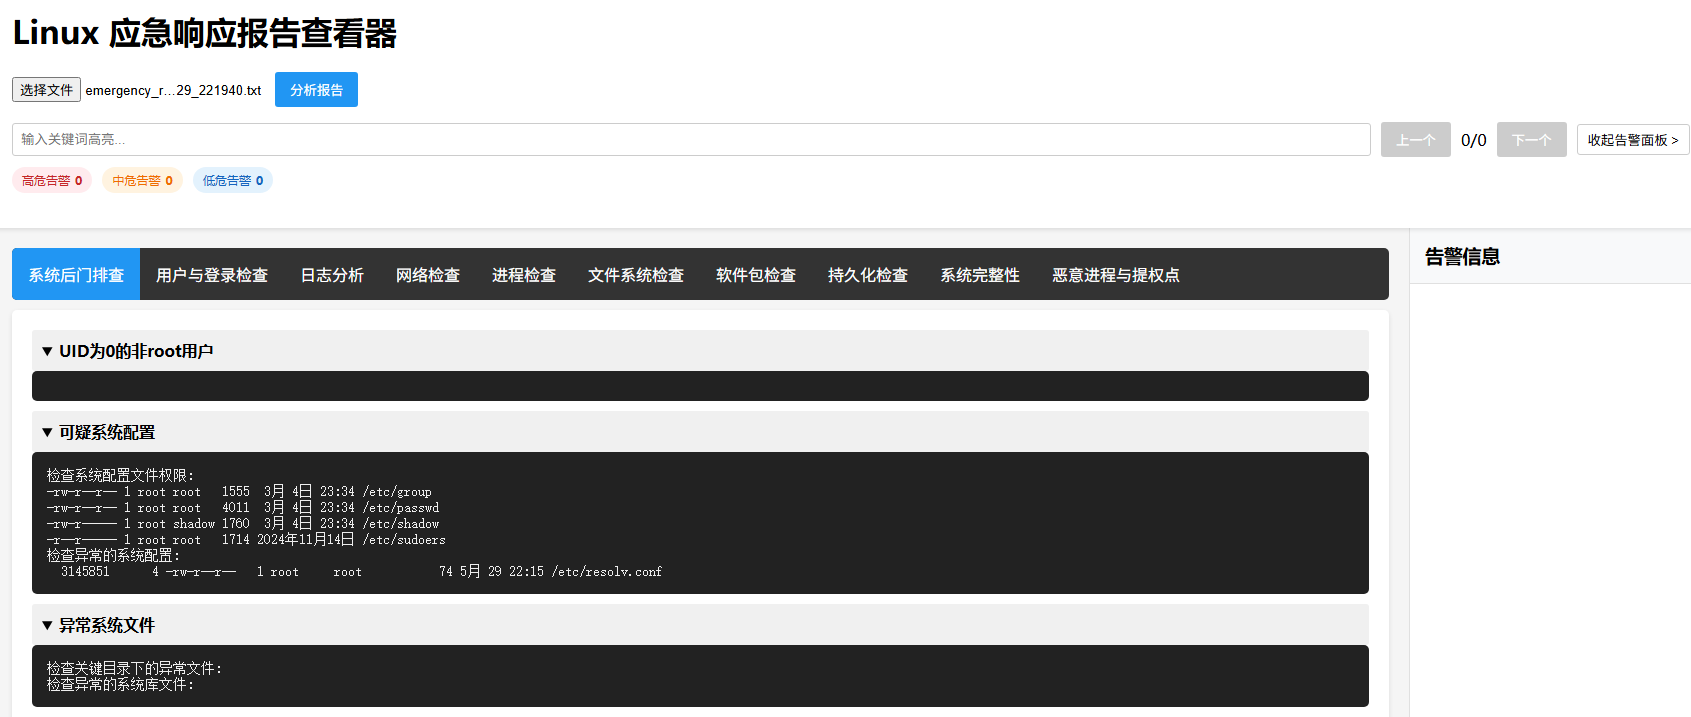 Linux 应急响应报告查看器
选择文件 emergency_r...29_221940.txt 分析报告
输入关键词高亮... 上一个 0/0 下一个 收起告警面板 >
高危告警 0 中危告警 0 低危告警 0
系统后门排查 用户与登录检查 日志分析 网络检查 进程检查 文件系统检查 软件包检查 持久化检查 系统完整性 恶意进程与提权点
告警信息
▼ UID为0的非root用户
▼ 可疑系统配置
检查系统配置文件权限:
-rw-r--r-- 1 root root 1555 3月 4日 23:34 /etc/group
-rw-r--r-- 1 root root 4011 3月 4日 23:34 /etc/passwd
-rw-r----- 1 root shadow 1760 3月 4日 23:34 /etc/shadow
-r--r----- 1 root root 1714 2024年11月14日 /etc/sudoers
检查异常的系统配置:
3145851 4 -rw-r--r-- 1 root root 74 5月 29 22:15 /etc/resolv.conf
▼ 异常系统文件
检查关键目录下的异常文件:
检查异常的系统库文件: